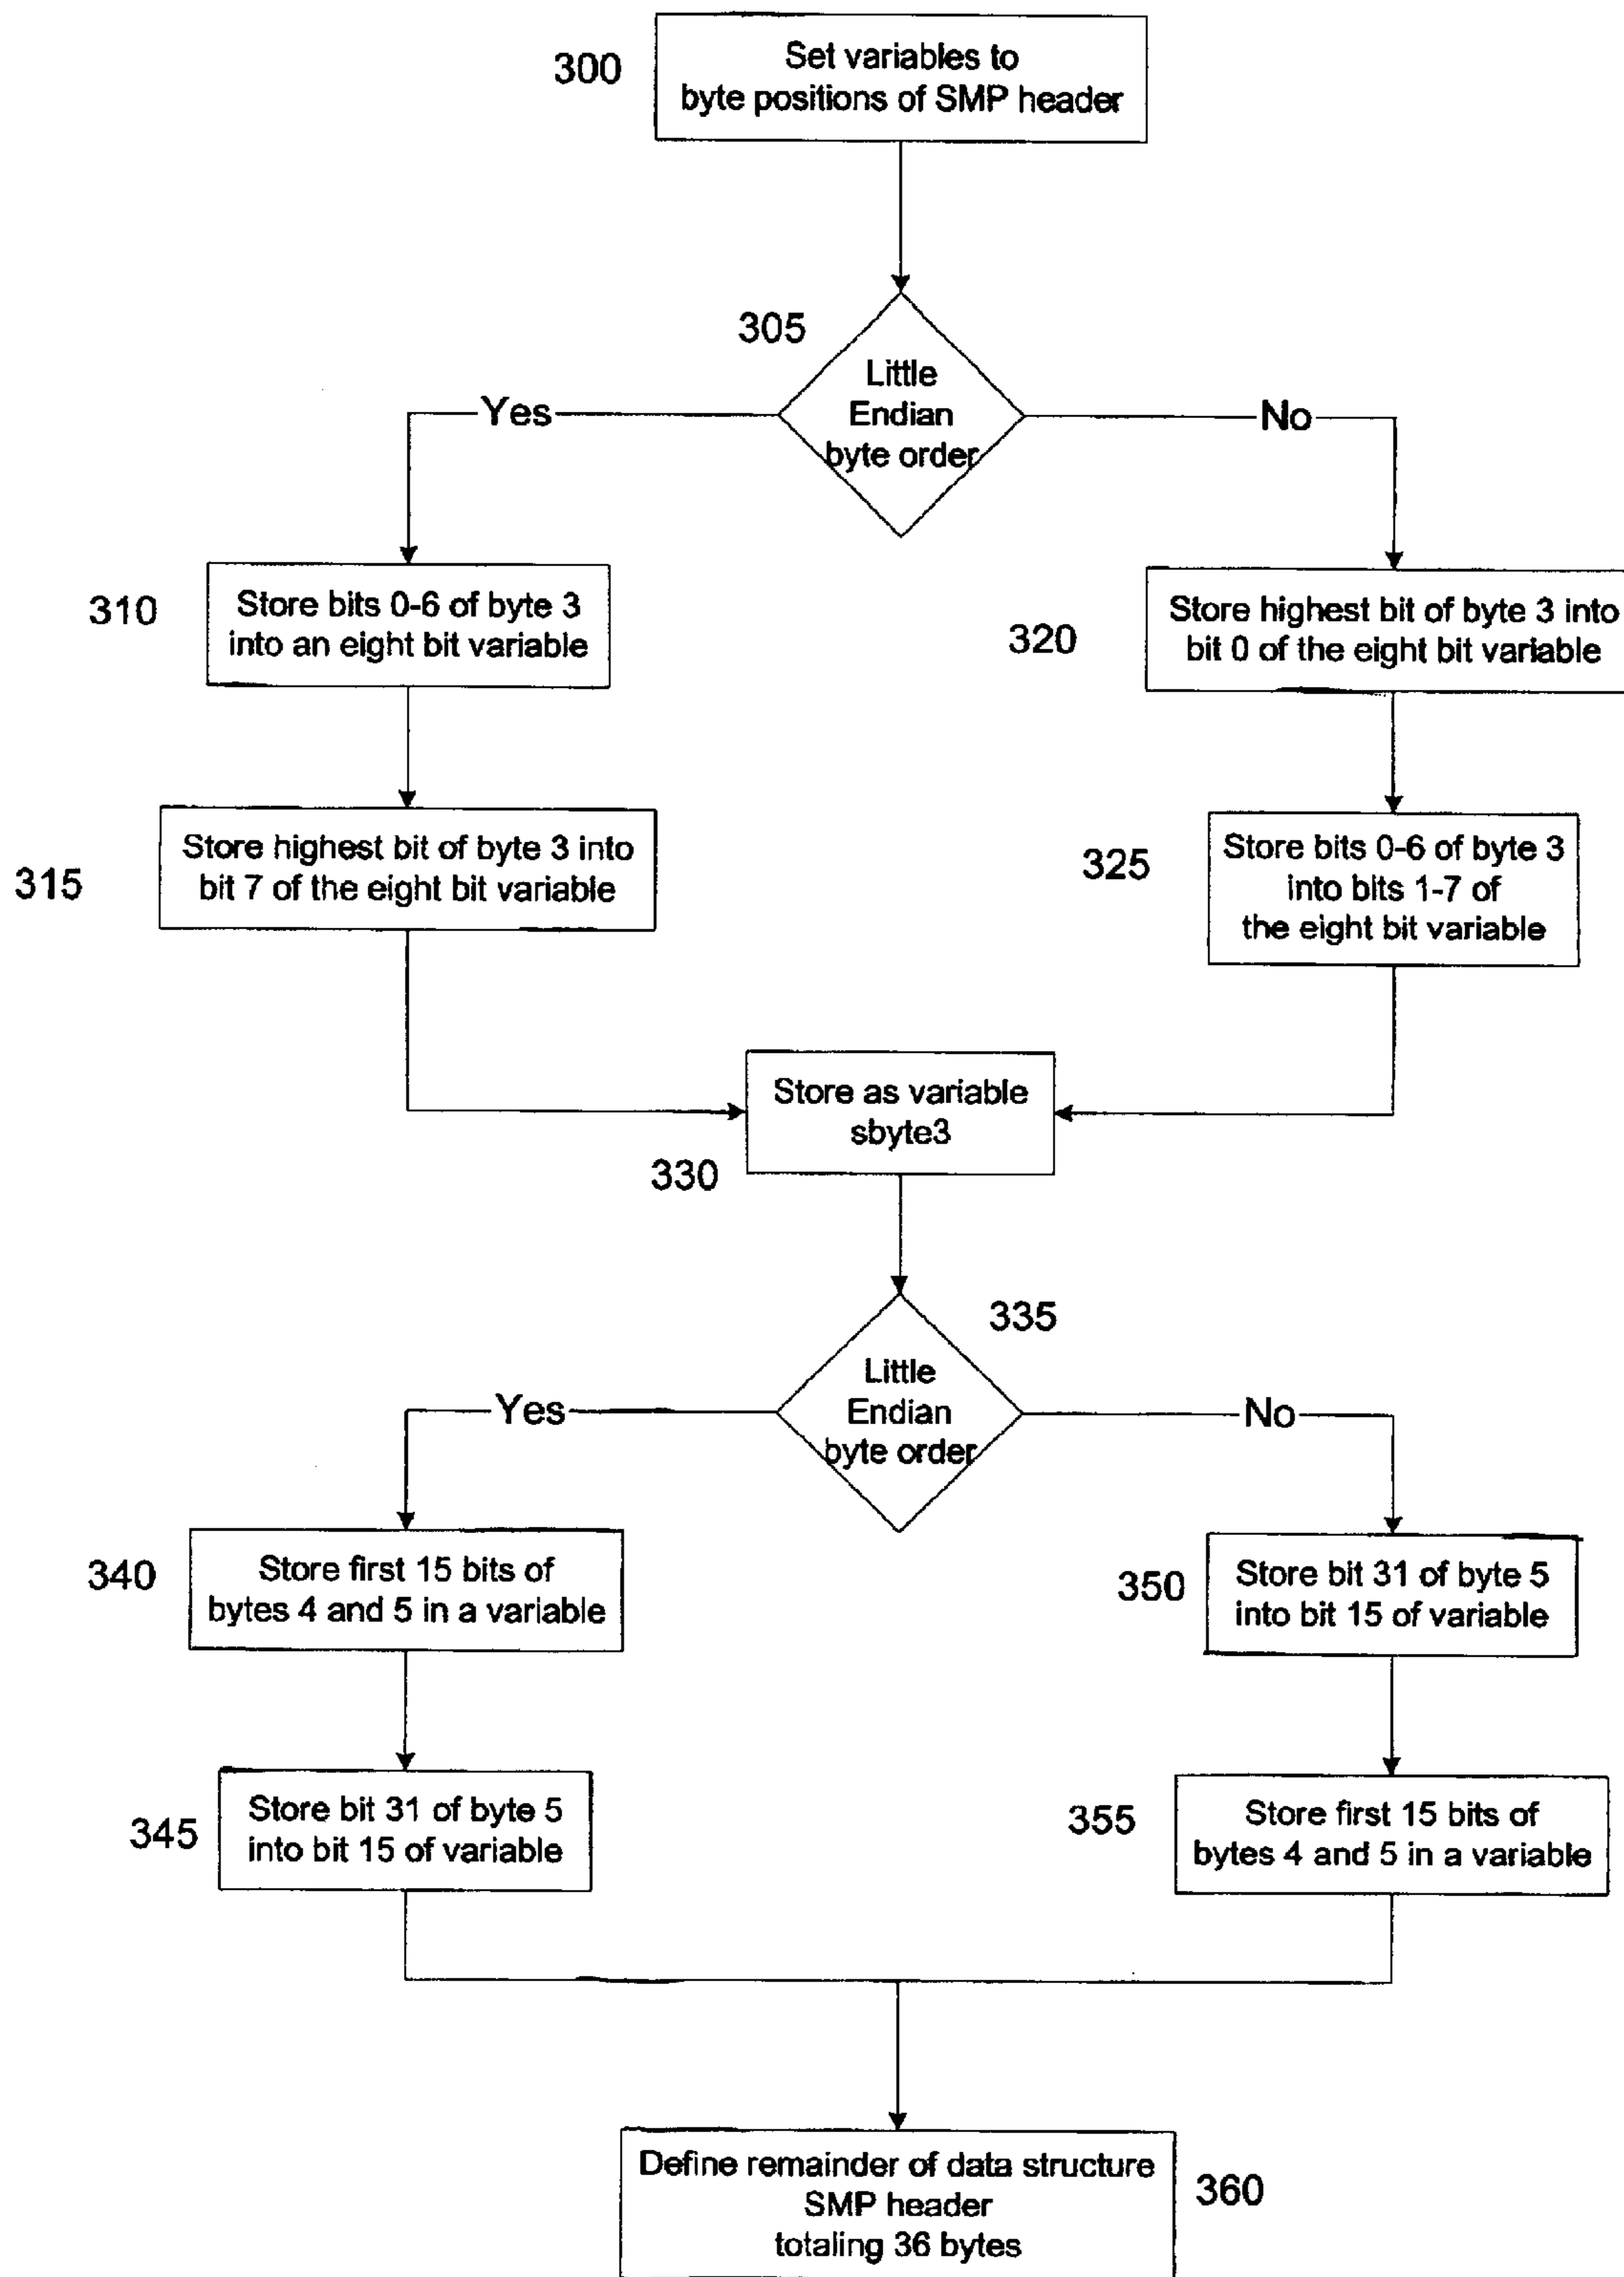 300
Set variables to
byte positions of SMP header
305
Little
Endian
byte order
Yes
No
310
Store bits 0-6 of byte 3
into an eight bit variable
320
Store highest bit of byte 3 into
bit 0 of the eight bit variable
315
Store highest bit of byte 3 into
bit 7 of the eight bit variable
325
Store bits 0-6 of byte 3
into bits 1-7 of
the eight bit variable
Store as variable
sbyte3
330
335
Little
Endian
byte order
Yes
No
340
Store first 15 bits of
bytes 4 and 5 in a variable
350
Store bit 31 of byte 5
into bit 15 of variable
345
Store bit 31 of byte 5
into bit 15 of variable
355
Store first 15 bits of
bytes 4 and 5 in a variable
Define remainder of data structure
SMP header
totaling 36 bytes
360